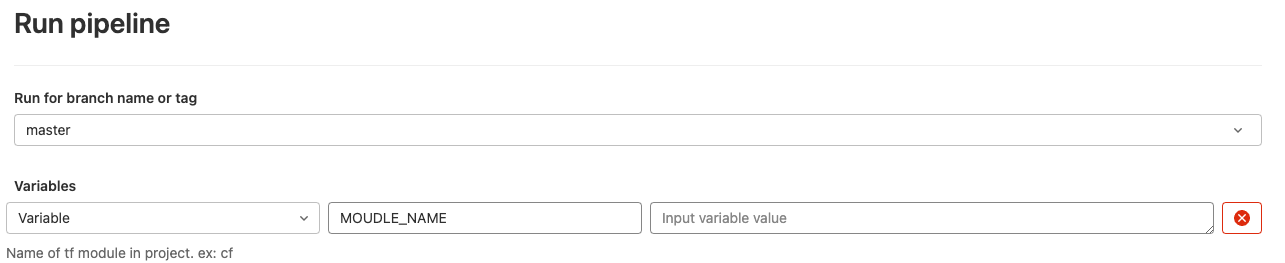 Run pipeline
Run for branch name or tag
master
Variables
Variable MOUDLE_NAME Input variable value
Name of tf module in project. ex: cf